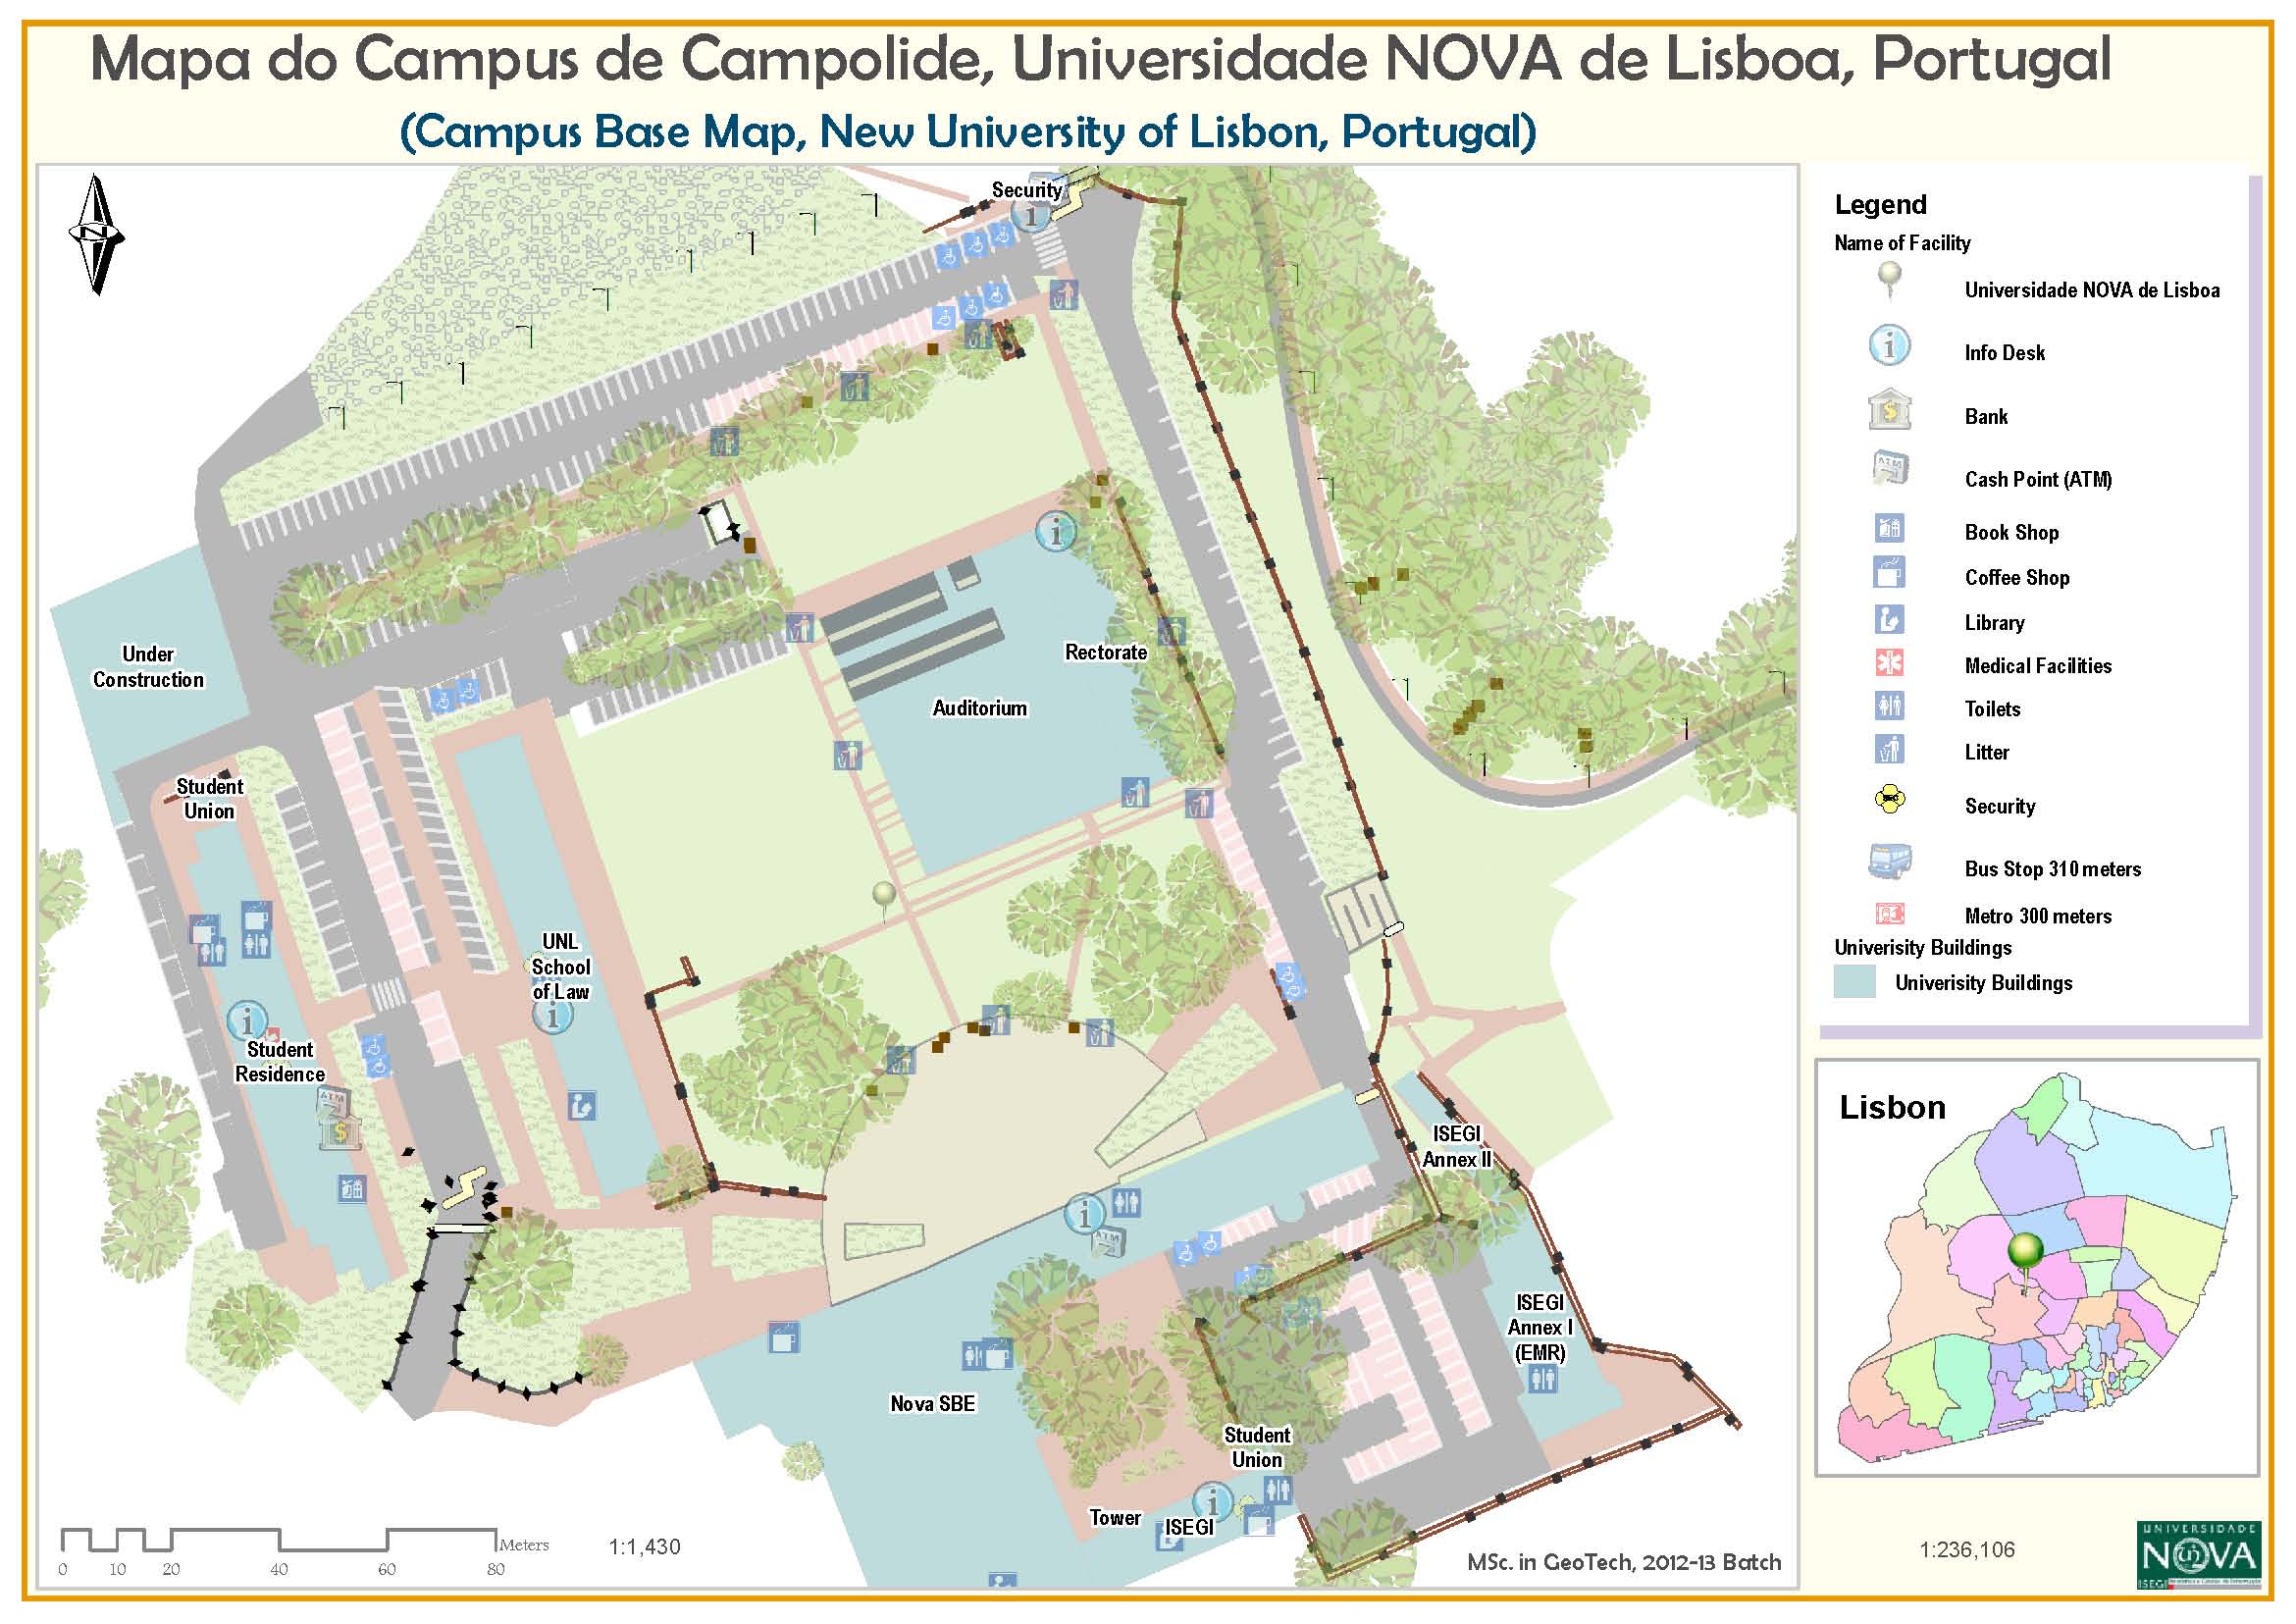 Mapa do Campus de Campolide, Universidade NOVA de Lisboa, Portugal
(Campus Base Map, New University of Lisbon, Portugal)
Security
Under
Construction
Rectorate
Auditorium
Student
Union
UNL
School
of Law
Student
Residence
ATM
$
ISEGI
Annex II
ATM
ISEGI
Annex I
(EMR)
Nova SBE
Student
Union
Tower
ISEGI
N
0 10 20 40 60 80
Meters
1:1,430
MSc. in GeoTech, 2012-13 Batch
Legend
Name of Facility
Universidade NOVA de Lisboa
Info Desk
Bank
Cash Point (ATM)
Book Shop
Coffee Shop
Library
Medical Facilities
Toilets
Litter
Security
Bus Stop 310 meters
Metro 300 meters
Univerisity Buildings
Univerisity Buildings
Lisbon
1:236,106
UNIVERSIDADE
NOVA
ISEGI